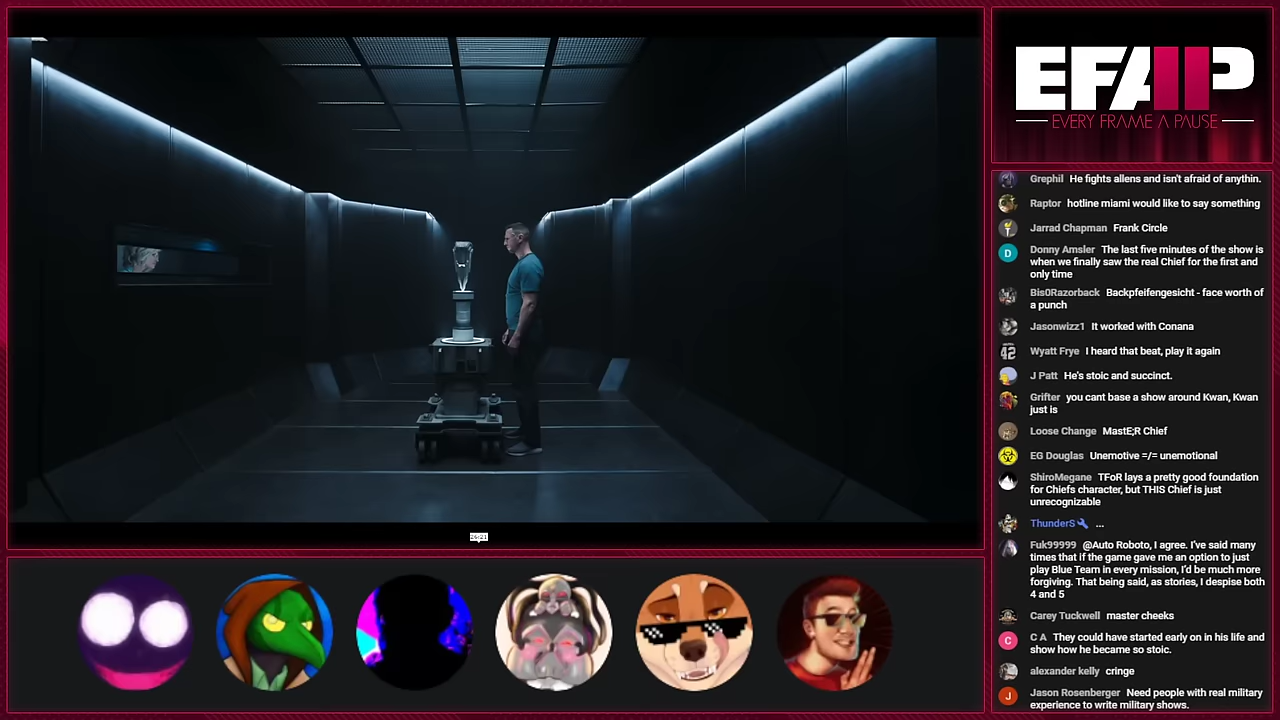 EFAP
EVERY FRAME A PAUSE
Grephil He fights allens and isn't afraid of anythin.
Raptor hotline miami would like to say something
Jarrad Chapman Frank Circle
Donny Amsler The last five minutes of the show is
when we finally saw the real Chief for the first and
only time
Bis0Razorback Backpfeifengesicht - face worth of
a punch
Jasonwizz1 It worked with Conana
Wyatt Frye I heard that beat, play it again
J Patt He's stoic and succinct.
Grifter you cant base a show around Kwan, Kwan
just is
Loose Change MastE;R Chief
EG Douglas Unemotive =/= unemotional
ShiroMegane TFoR lays a pretty good foundation
for Chiefs character, but THIS Chief is just
unrecognizable
ThunderS ...
Fuk99999 @Auto Roboto, I agree. I've said many
times that if the game gave me an option to just
play Blue Team in every mission, I'd be much more
forgiving. That being said, as stories, I despise both
4 and 5
Carey Tuckwell master cheeks
C A They could have started early on in his life and
show how he became so stoic.
alexander kelly cringe
Jason Rosenberger Need people with real military
experience to write military shows.
D
42
C
J